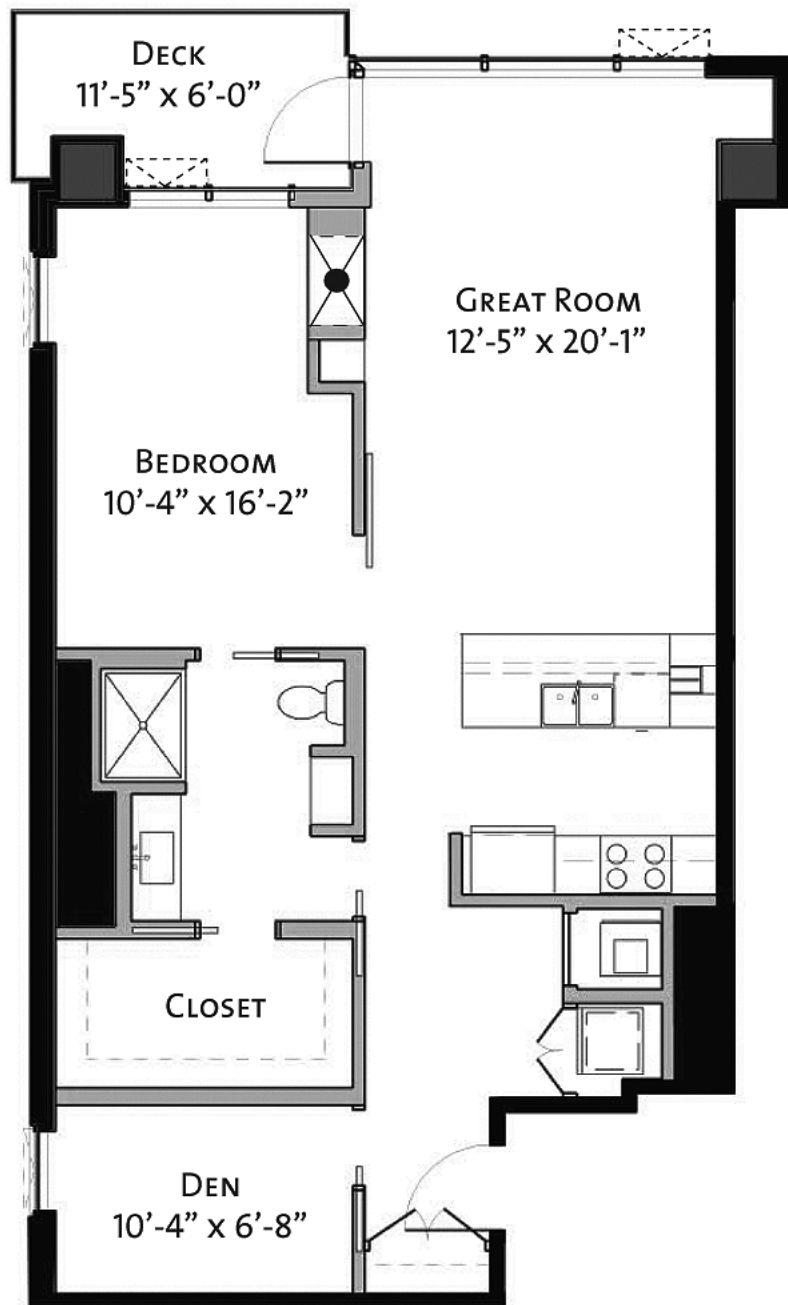 Deck
11’-5” x 6’-0”
Great Room
12’-5” x 20’-1”
Bedroom
10’-4” x 16’-2”
Closet
Den
10’-4” x 6’-8”